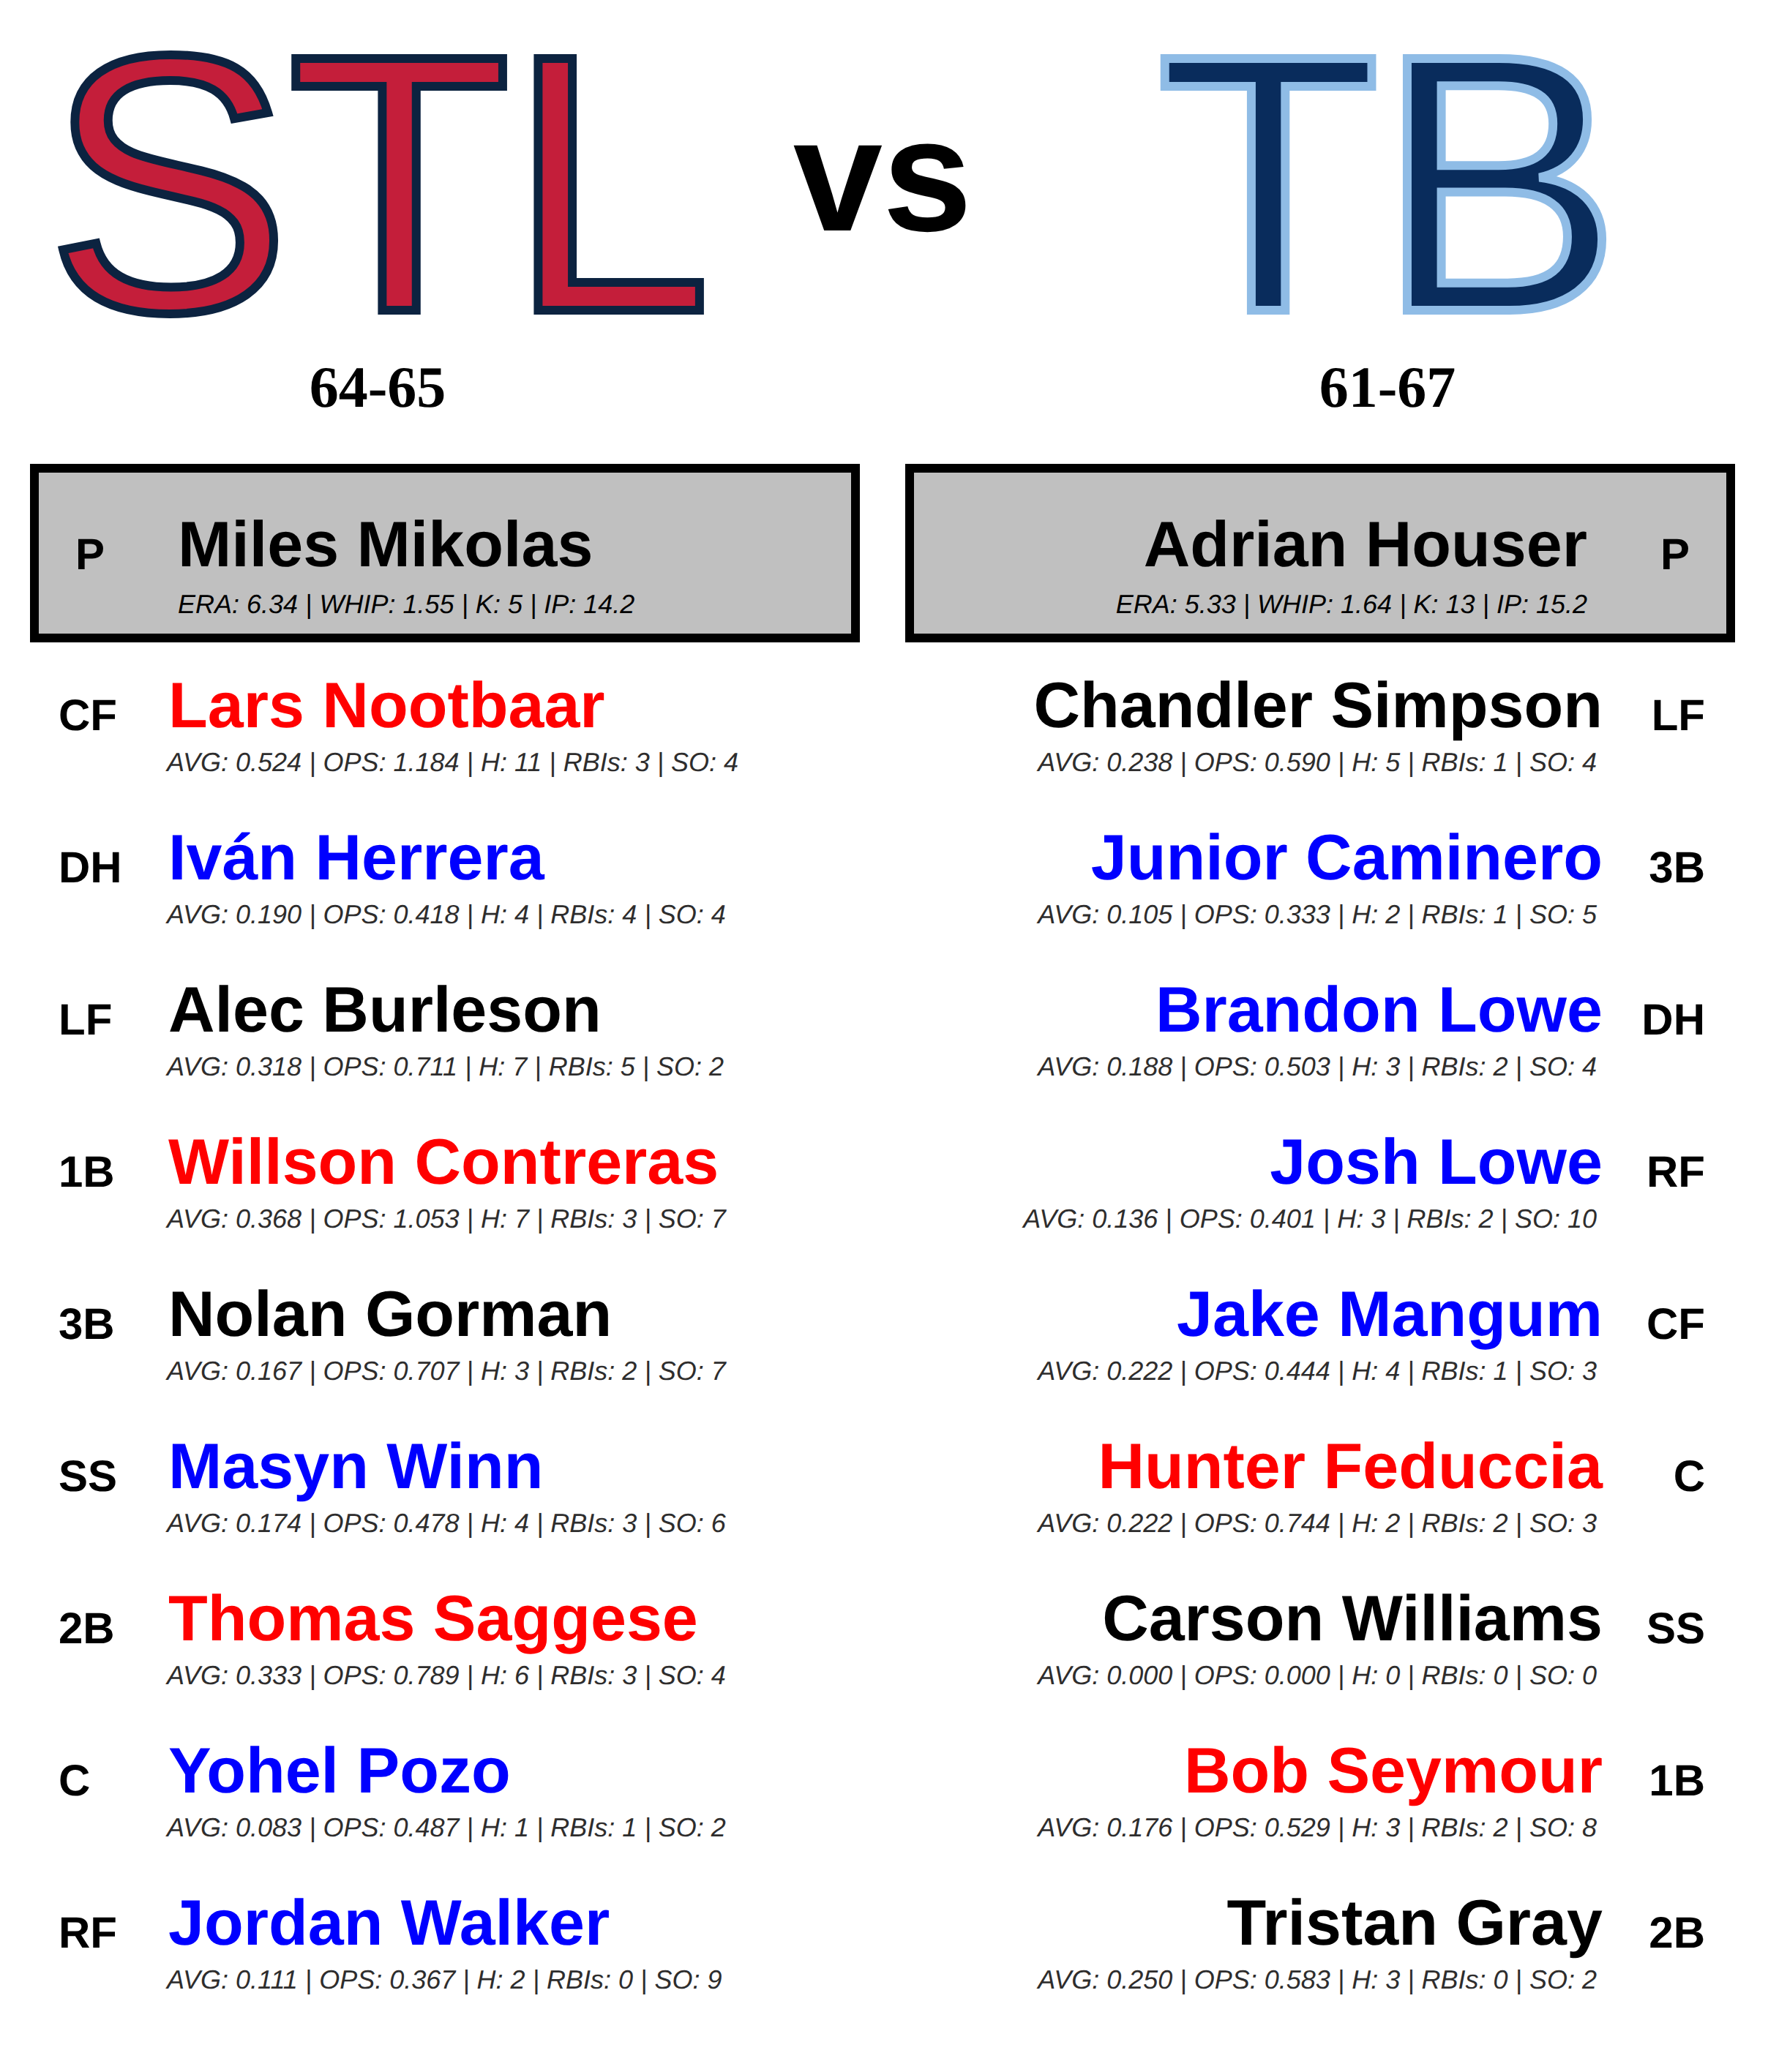 STL vs TB
64-65 61-67
P Miles Mikolas
ERA: 6.34 | WHIP: 1.55 | K: 5 | IP: 14.2
Adrian Houser P
ERA: 5.33 | WHIP: 1.64 | K: 13 | IP: 15.2
CF Lars Nootbaar
AVG: 0.524 | OPS: 1.184 | H: 11 | RBIs: 3 | SO: 4
DH Iván Herrera
AVG: 0.190 | OPS: 0.418 | H: 4 | RBIs: 4 | SO: 4
LF Alec Burleson
AVG: 0.318 | OPS: 0.711 | H: 7 | RBIs: 5 | SO: 2
1B Willson Contreras
AVG: 0.368 | OPS: 1.053 | H: 7 | RBIs: 3 | SO: 7
3B Nolan Gorman
AVG: 0.167 | OPS: 0.707 | H: 3 | RBIs: 2 | SO: 7
SS Masyn Winn
AVG: 0.174 | OPS: 0.478 | H: 4 | RBIs: 3 | SO: 6
2B Thomas Saggese
AVG: 0.333 | OPS: 0.789 | H: 6 | RBIs: 3 | SO: 4
C Yohel Pozo
AVG: 0.083 | OPS: 0.487 | H: 1 | RBIs: 1 | SO: 2
RF Jordan Walker
AVG: 0.111 | OPS: 0.367 | H: 2 | RBIs: 0 | SO: 9
Chandler Simpson LF
AVG: 0.238 | OPS: 0.590 | H: 5 | RBIs: 1 | SO: 4
Junior Caminero 3B
AVG: 0.105 | OPS: 0.333 | H: 2 | RBIs: 1 | SO: 5
Brandon Lowe DH
AVG: 0.188 | OPS: 0.503 | H: 3 | RBIs: 2 | SO: 4
Josh Lowe RF
AVG: 0.136 | OPS: 0.401 | H: 3 | RBIs: 2 | SO: 10
Jake Mangum CF
AVG: 0.222 | OPS: 0.444 | H: 4 | RBIs: 1 | SO: 3
Hunter Feduccia C
AVG: 0.222 | OPS: 0.744 | H: 2 | RBIs: 2 | SO: 3
Carson Williams SS
AVG: 0.000 | OPS: 0.000 | H: 0 | RBIs: 0 | SO: 0
Bob Seymour 1B
AVG: 0.176 | OPS: 0.529 | H: 3 | RBIs: 2 | SO: 8
Tristan Gray 2B
AVG: 0.250 | OPS: 0.583 | H: 3 | RBIs: 0 | SO: 2